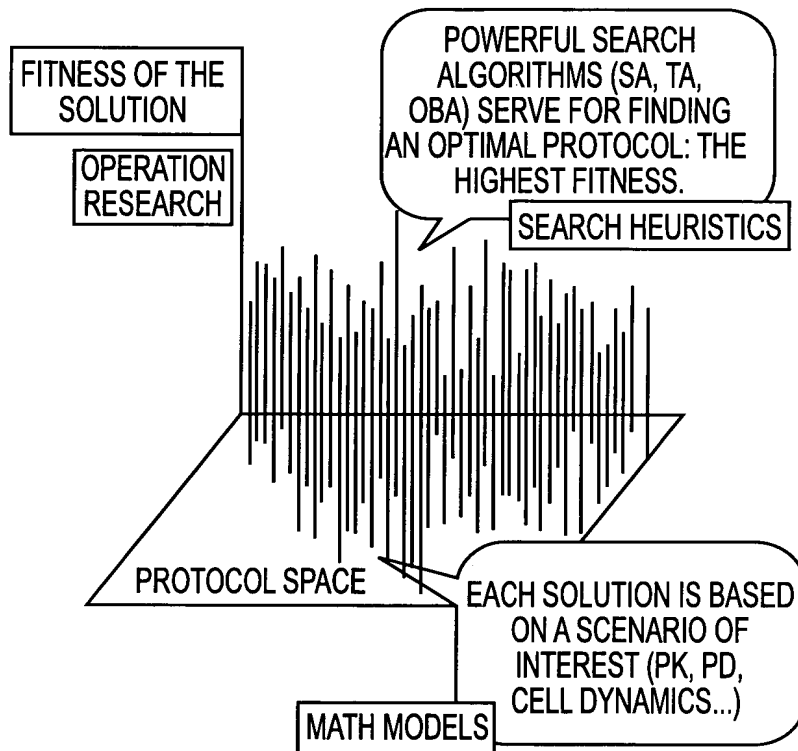 FITNESS OF THE
SOLUTION
OPERATION
RESEARCH
POWERFUL SEARCH
ALGORITHMS (SA, TA,
OBA) SERVE FOR FINDING
AN OPTIMAL PROTOCOL: THE
HIGHEST FITNESS.
SEARCH HEURISTICS
PROTOCOL SPACE
EACH SOLUTION IS BASED
ON A SCENARIO OF
INTEREST (PK, PD,
CELL DYNAMICS...)
MATH MODELS